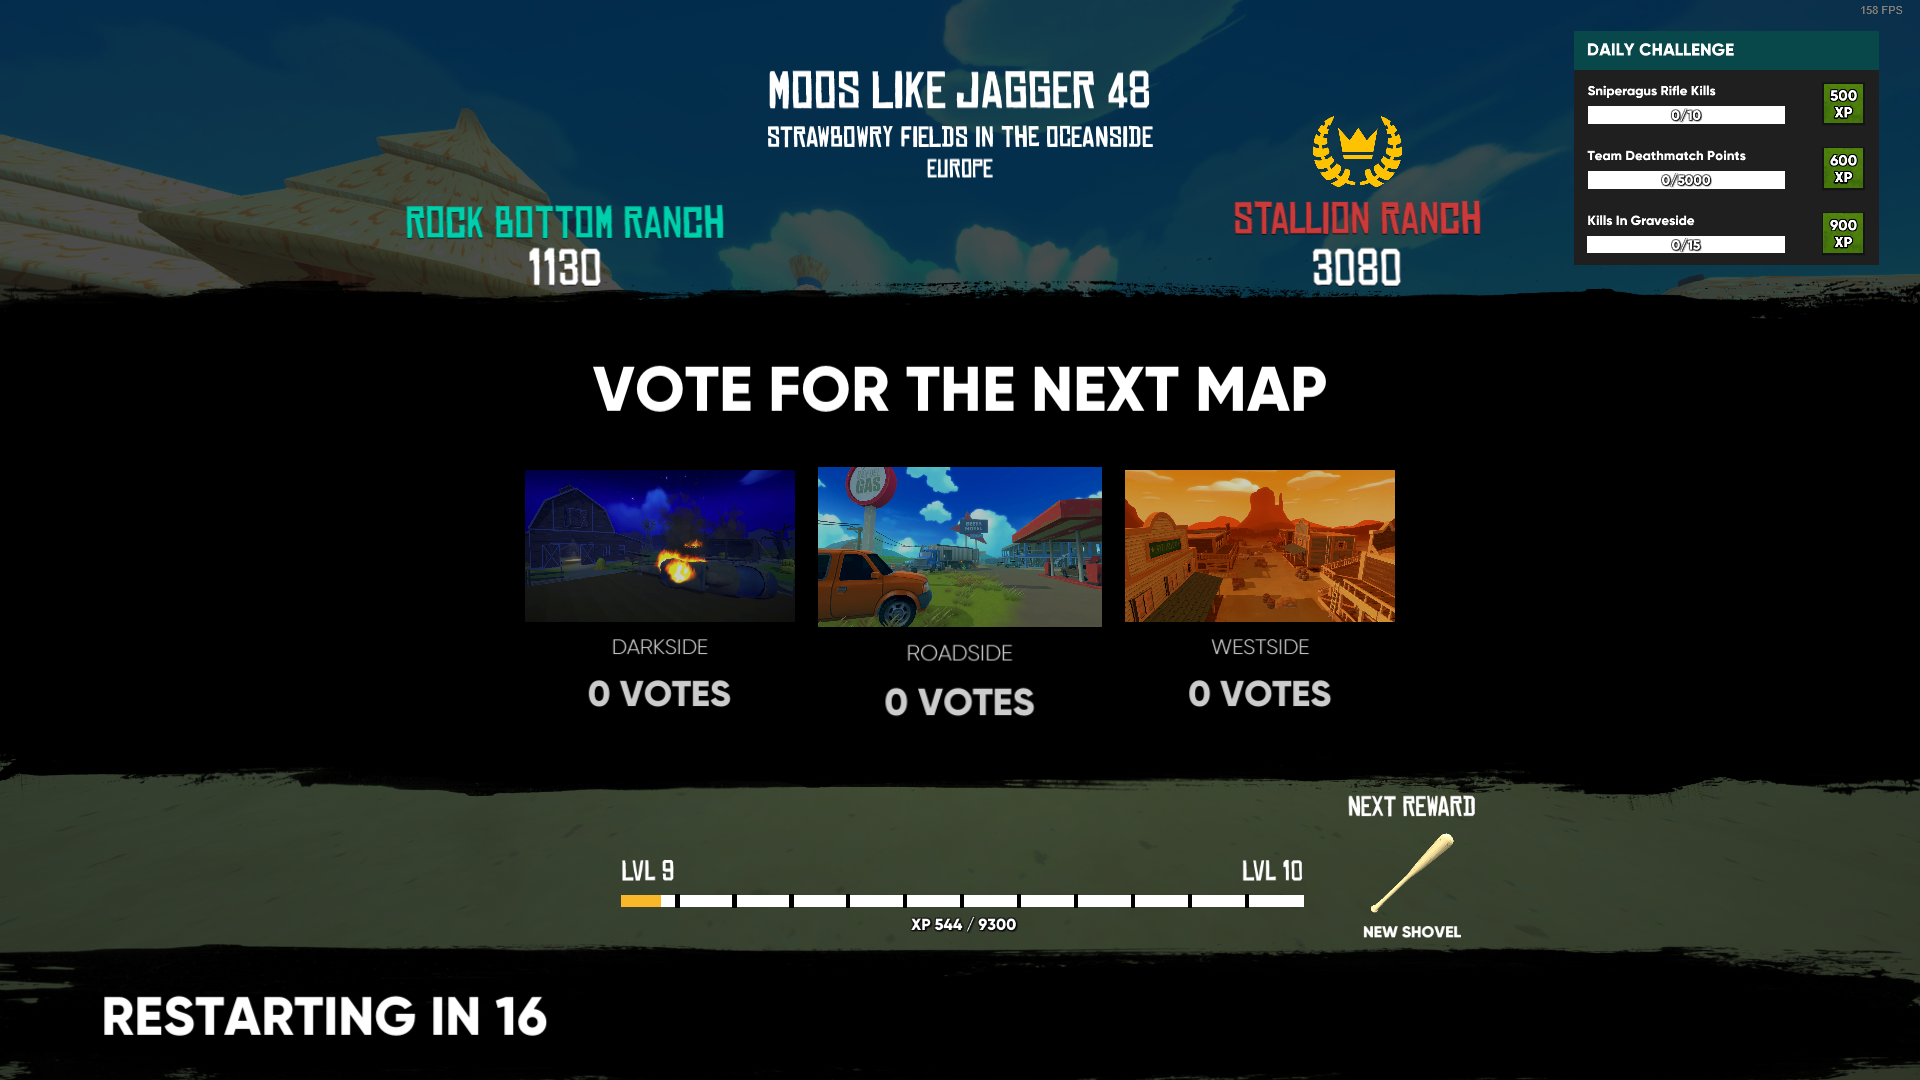 158 FPS
MOOS LIKE JAGGER 48
STRAWBOWRY FIELDS IN THE OCEANSIDE
EUROPE
ROCK BOTTOM RANCH
1130
STALLION RANCH
3080
DAILY CHALLENGE
Sniperagus Rifle Kills
0/10
500 XP
Team Deathmatch Points
0/5000
600 XP
Kills In Graveside
0/15
900 XP
VOTE FOR THE NEXT MAP
GAS
DARKSIDE
0 VOTES
ROADSIDE
0 VOTES
WESTSIDE
0 VOTES
NEXT REWARD
LVL 9
LVL 10
XP 544 / 9300
NEW SHOVEL
RESTARTING IN 16